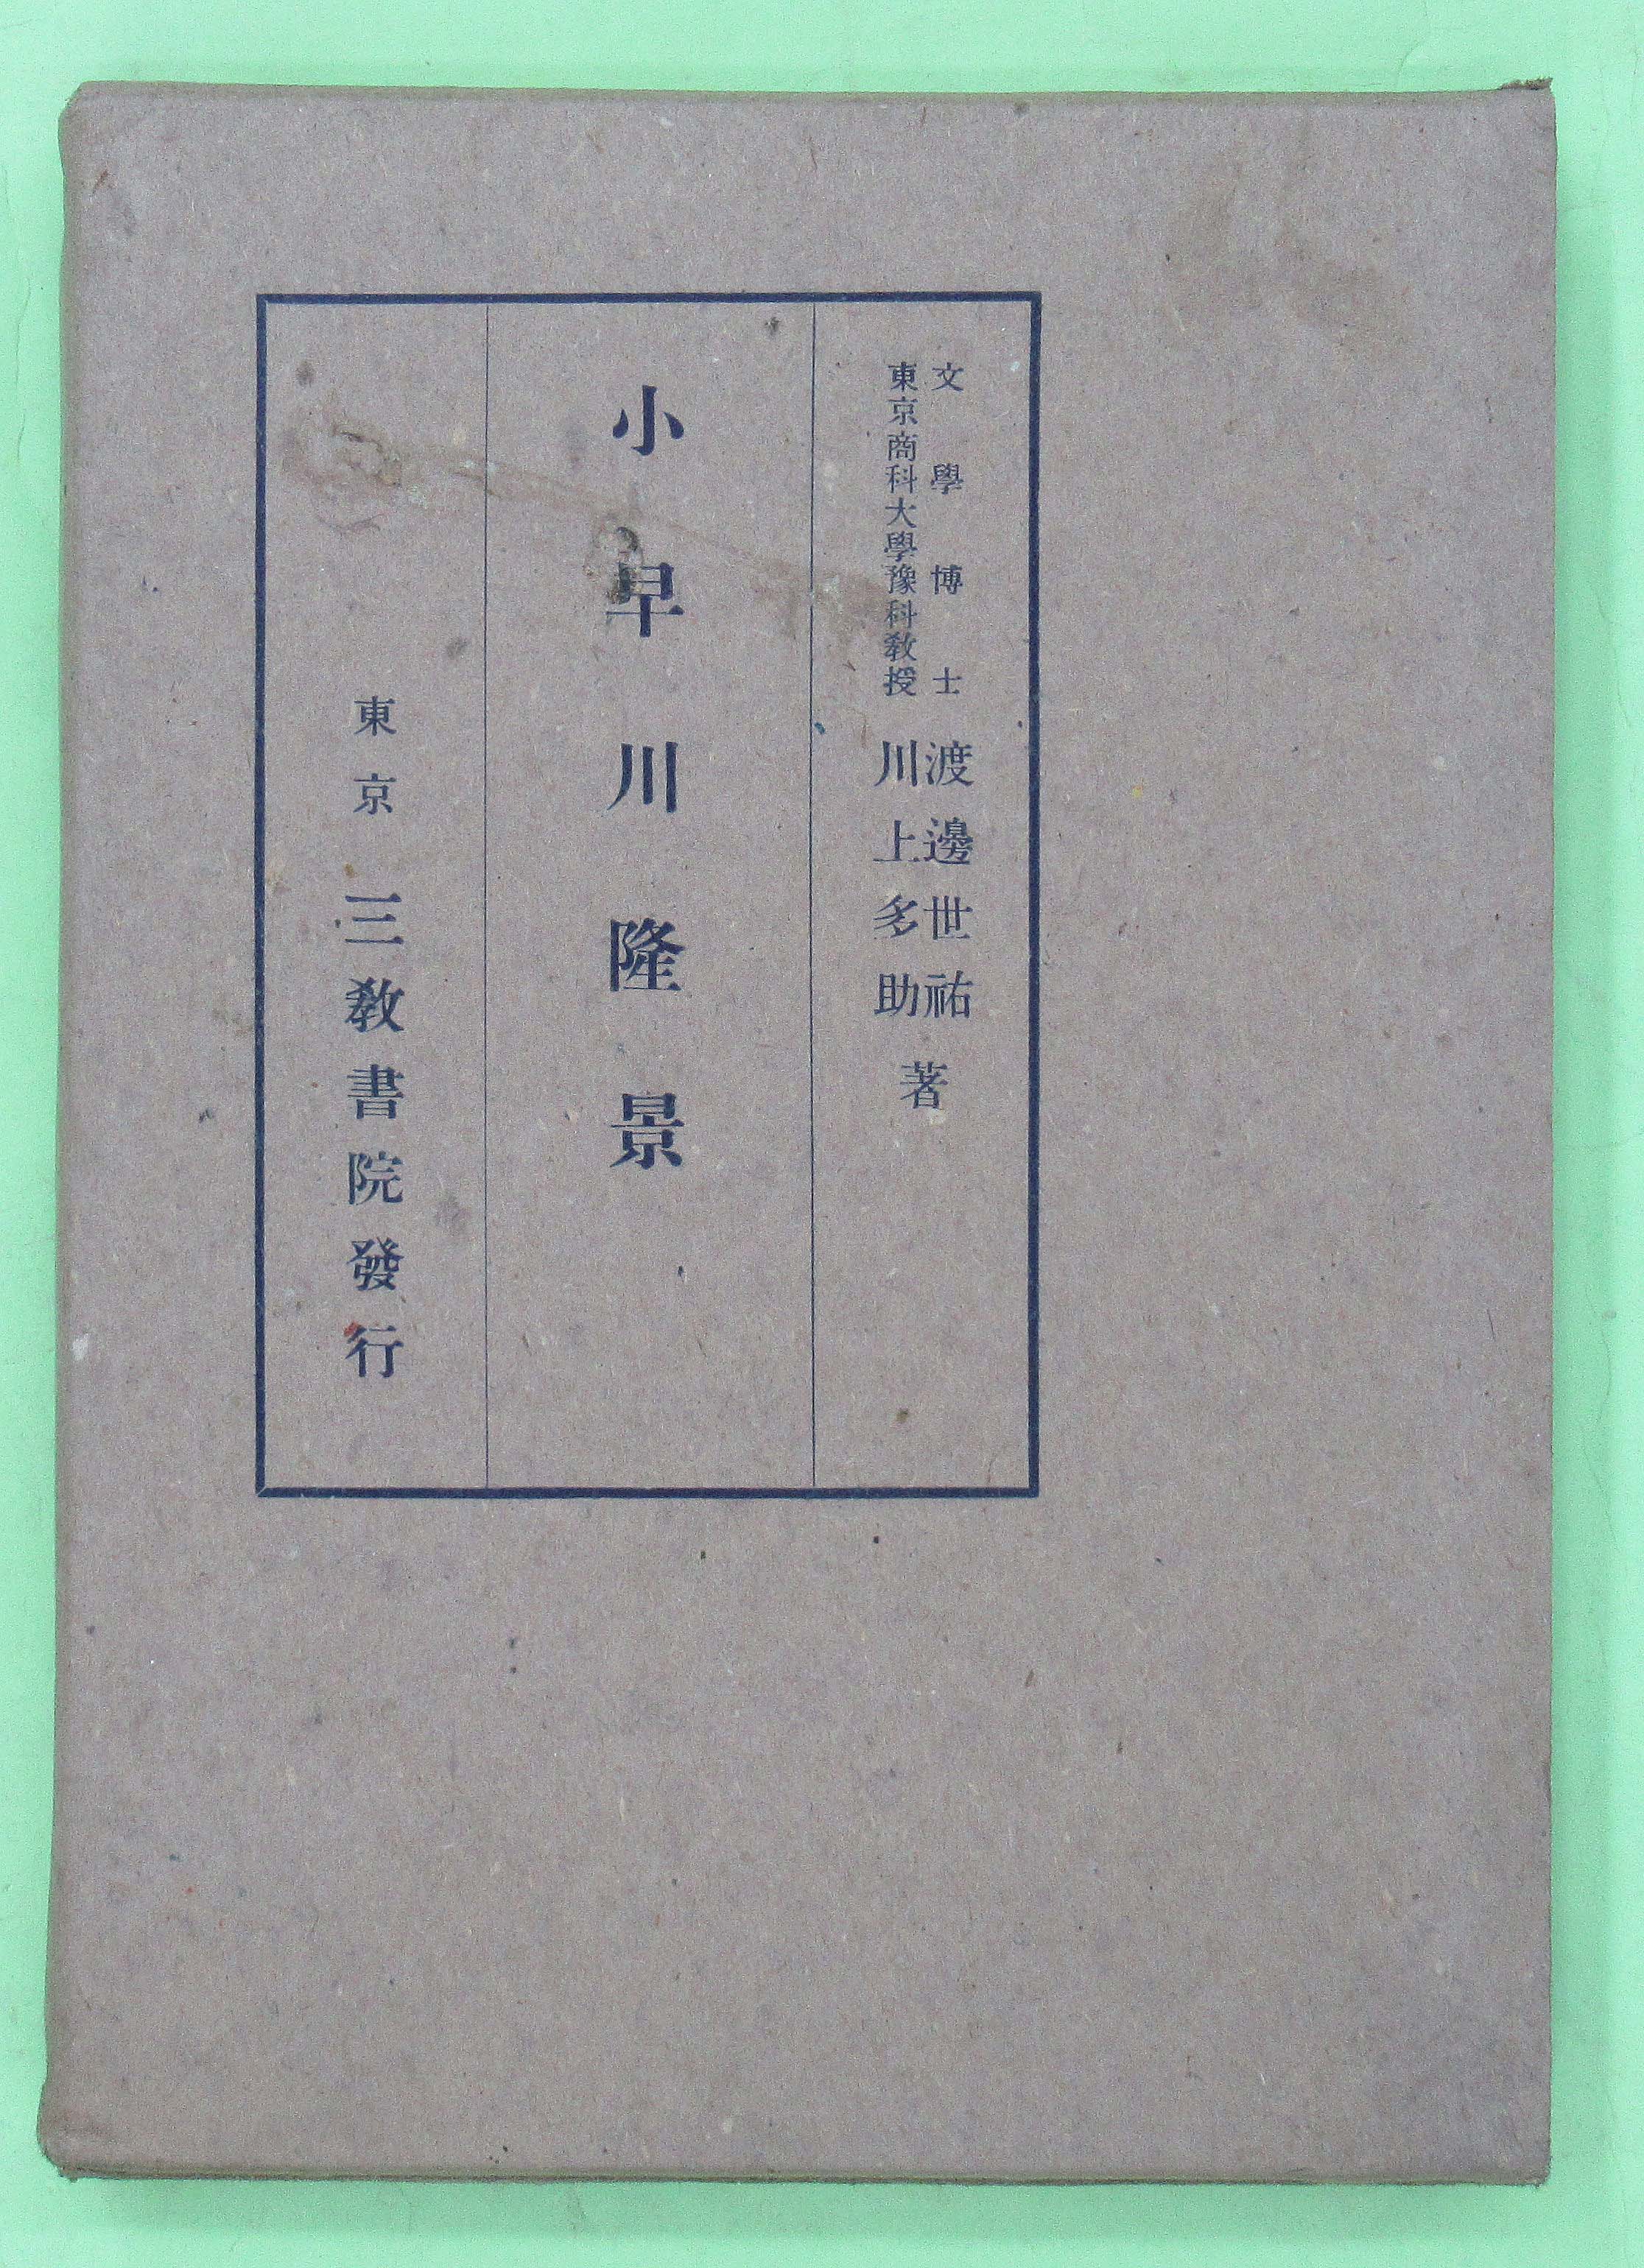 文學博士 渡邊世祐
東京商科大學豫科教授 川上多助
著
小早川隆景
東京 三教書院發行